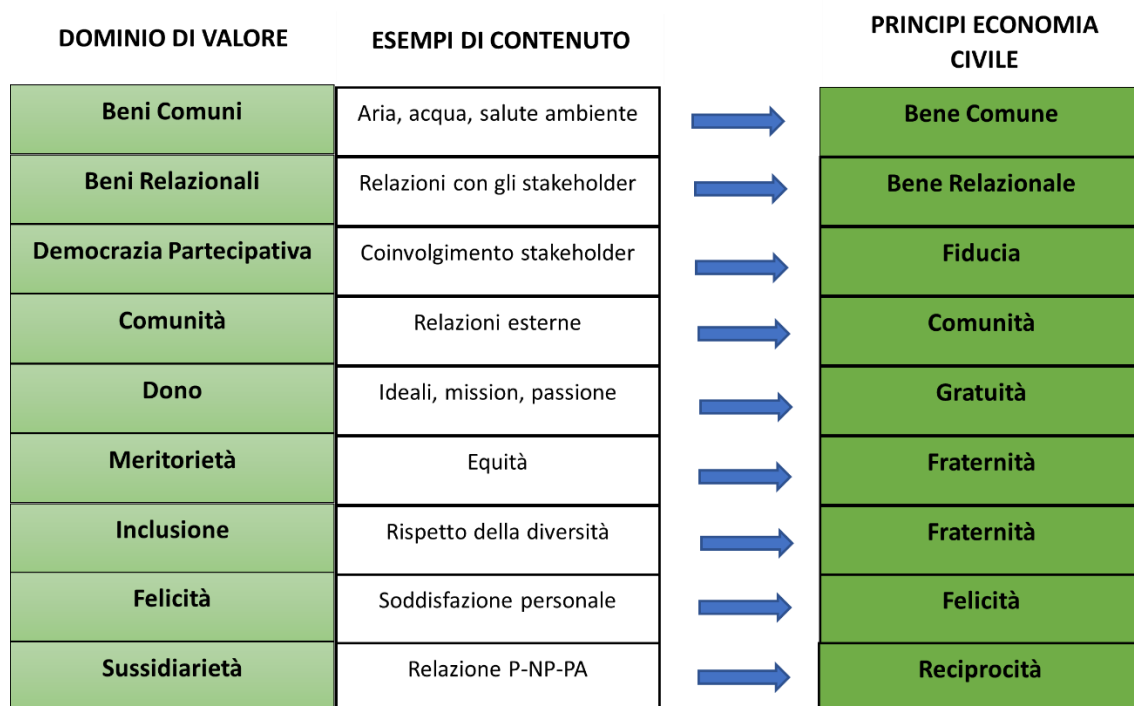 DOMINIO DI VALORE ESEMPI DI CONTENUTO PRINCIPI ECONOMIA
CIVILE
Beni Comuni Aria, acqua, salute ambiente Bene Comune
Beni Relazionali Relazioni con gli stakeholder Bene Relazionale
Democrazia Partecipativa Coinvolgimento stakeholder Fiducia
Comunità Relazioni esterne Comunità
Dono Ideali, mission, passione Gratuità
Meritorietà Equità Fraternità
Inclusione Rispetto della diversità Fraternità
Felicità Soddisfazione personale Felicità
Sussidiarietà Relazione P-NP-PA Reciprocità